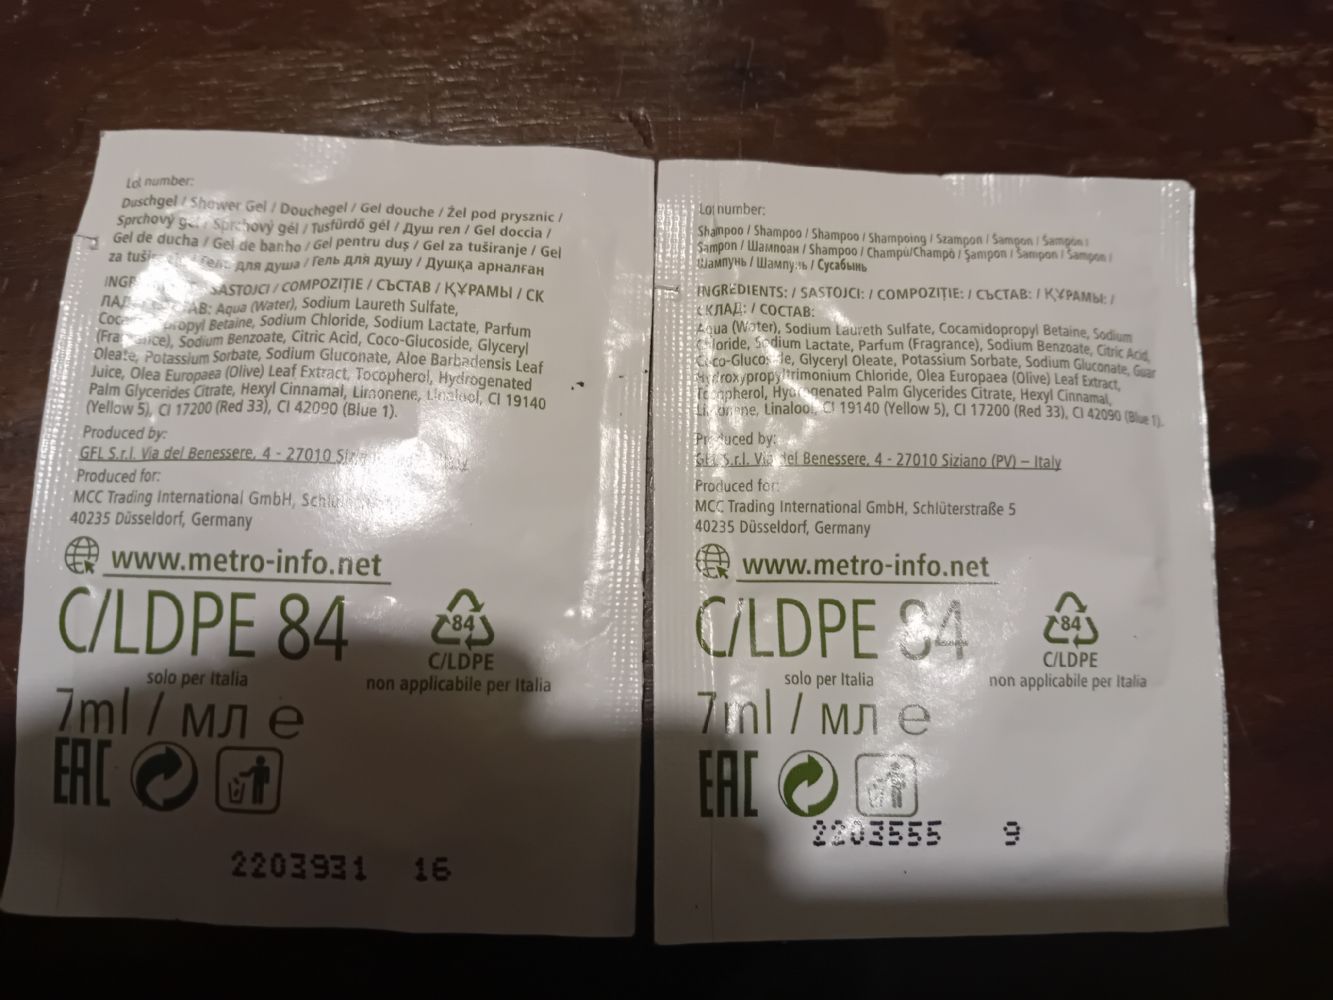 Lot number:
Duschgel / Shower Gel / Douchegel / Gel douche / Żel pod prysznic /
Sprchový gel / Sprchový gél / Tusfürdő gél / Душ гел / Gel doccia /
Gel de ducha / Gel de banho / Gel pentru duș / Gel za tuširanje / Gel
za / Гель для душа / Гель для душу / Душқа арналған
SASTOJCI / COMPOZIȚIE / СЪСТАВ / ҚҰРАМЫ / СК
Aqua (Water), Sodium Laureth Sulfate,
Betaine, Sodium Chloride, Sodium Lactate, Parfum
Sodium Benzoate, Citric Acid, Coco-Glucoside, Glyceryl
Oleate, Potassium Sorbate, Sodium Gluconate, Aloe Barbadensis Leaf
Juice, Olea Europaea (Olive) Leaf Extract, Tocopherol, Hydrogenated
Palm Glycerides Citrate, Hexyl Cinnamal, Limonene, Linalool, CI 19140
(Yellow 5), CI 17200 (Red 33), CI 42090 (Blue 1).
Produced by:
GFL S.r.l. Via del Benessere, 4 - 27010
Produced for:
MCC Trading International GmbH,
40235 Düsseldorf, Germany
www.metro-info.net
C/LDPE 84
solo per Italia
84
C/LDPE
non applicabile per Italia
7ml / мл e
EAC
2203931 16
Lot number:
Shampoo / Shampoo / Shampoo / Shampoing / Szampon / Šampon / Šampon /
Sampon / Шампоан / Shampoo / Champú/Champô / Șampon / Šampon / Šampon /
Шампунь / Шампунь / Сусабынь
INGREDIENTS: / SASTOJCI: / COMPOZIȚIE: / СЪСТАВ: / ҚҰРАМЫ: /
СКЛАД: / СОСТАВ:
Aqua (Water), Sodium Laureth Sulfate, Cocamidopropyl Betaine, Sodium
Chloride, Sodium Lactate, Parfum (Fragrance), Sodium Benzoate, Citric Acid,
Coco-Glucoside, Glyceryl Oleate, Potassium Sorbate, Sodium Gluconate, Guar
Hydroxypropyltrimonium Chloride, Olea Europaea (Olive) Leaf Extract,
Tocopherol, Hydrogenated Palm Glycerides Citrate, Hexyl Cinnamal,
Limonene, Linalool, CI 19140 (Yellow 5), CI 17200 (Red 33), CI 42090 (Blue 1).
Produced by:
GFL S.r.l. Via del Benessere, 4 - 27010 Siziano (PV) – Italy
Produced for:
MCC Trading International GmbH, Schlüterstraße 5
40235 Düsseldorf, Germany
www.metro-info.net
C/LDPE 84
solo per Italia
84
C/LDPE
non applicabile per Italia
7ml / мл e
EAC
2203555 9